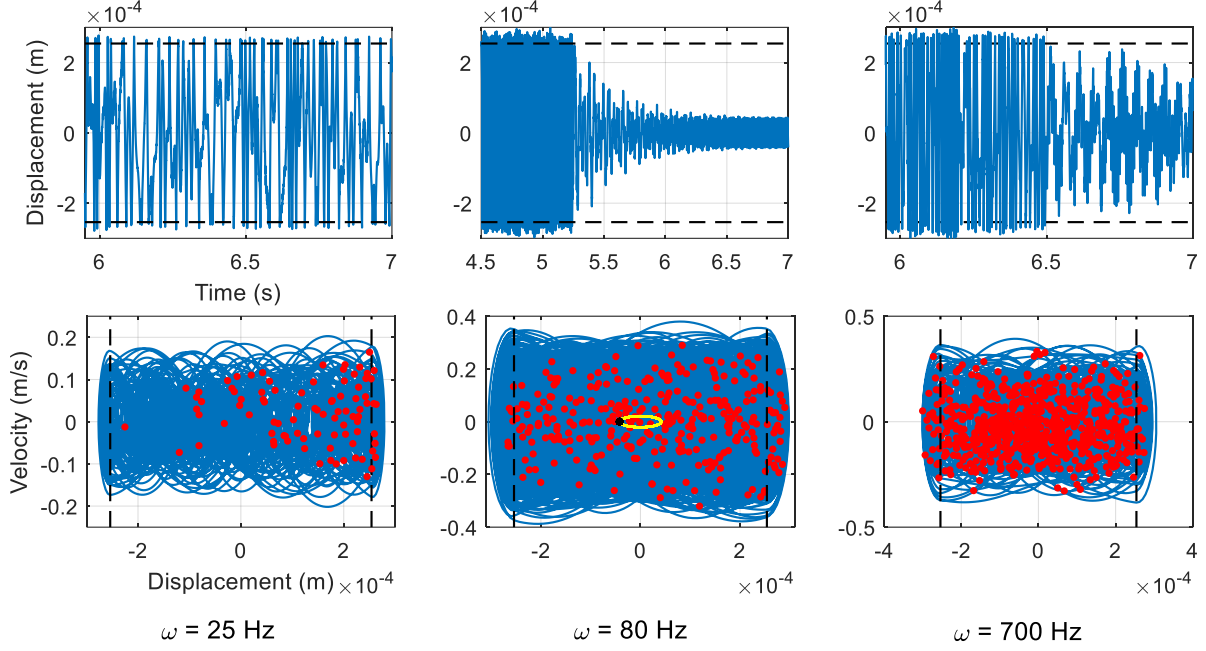 ×10⁻⁴ ×10⁻⁴ ×10⁻⁴
Displacement (m)
2 2 2
0 0 0
-2 -2 -2
6 6.5 7 4.5 5 5.5 6 6.5 7 6 6.5 7
Time (s)
Velocity (m/s)
0.2 0.4 0.5
0.1 0.2
0 0 0
-0.1 -0.2
-0.2 -0.4 -0.5
-2 0 2 -2 0 2 -4 -2 0 2 4
Displacement (m) ×10⁻⁴ ×10⁻⁴ ×10⁻⁴
ω = 25 Hz ω = 80 Hz ω = 700 Hz